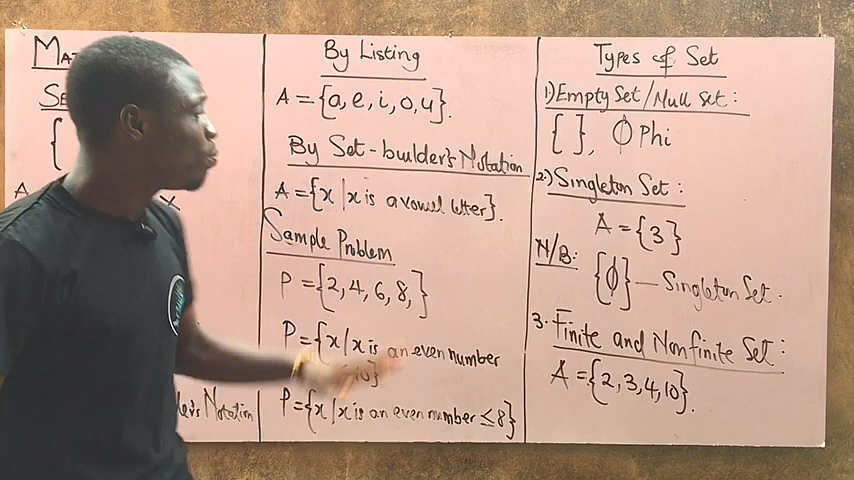 By Listing
A = {a, e, i, o, u}.
By Set-builder's Notation
A = {x | x is a vowel letter}.
Sample Problem
P = {2, 4, 6, 8,}
P = {x | x is an even number
10}
P = {x | x is an even number ≤ 8}
Notation
Types of Set
1) Empty Set / Null Set:
{ }, ϕ Phi
2) Singleton Set:
A = {3}
N/B: {ϕ} — Singleton Set.
3. Finite and Nonfinite Set:
A = {2, 3, 4, 10}.